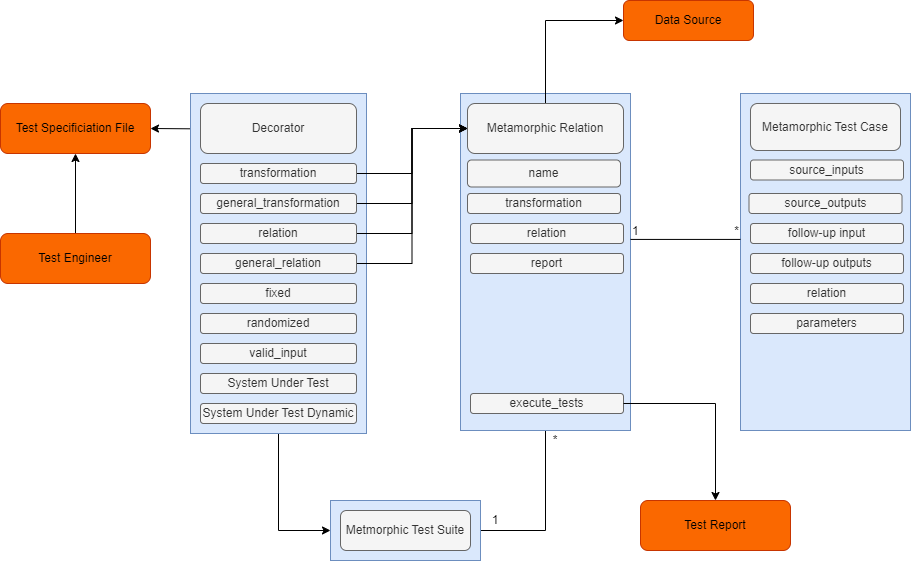 Data Source
Test Specificiation File
Test Engineer
Decorator
transformation
general_transformation
relation
general_relation
fixed
randomized
valid_input
System Under Test
System Under Test Dynamic
Metamorphic Relation
name
transformation
relation
report
execute_tests
1
*
Metamorphic Test Case
source_inputs
source_outputs
follow-up input
follow-up outputs
relation
parameters
*
1
Metmorphic Test Suite
Test Report